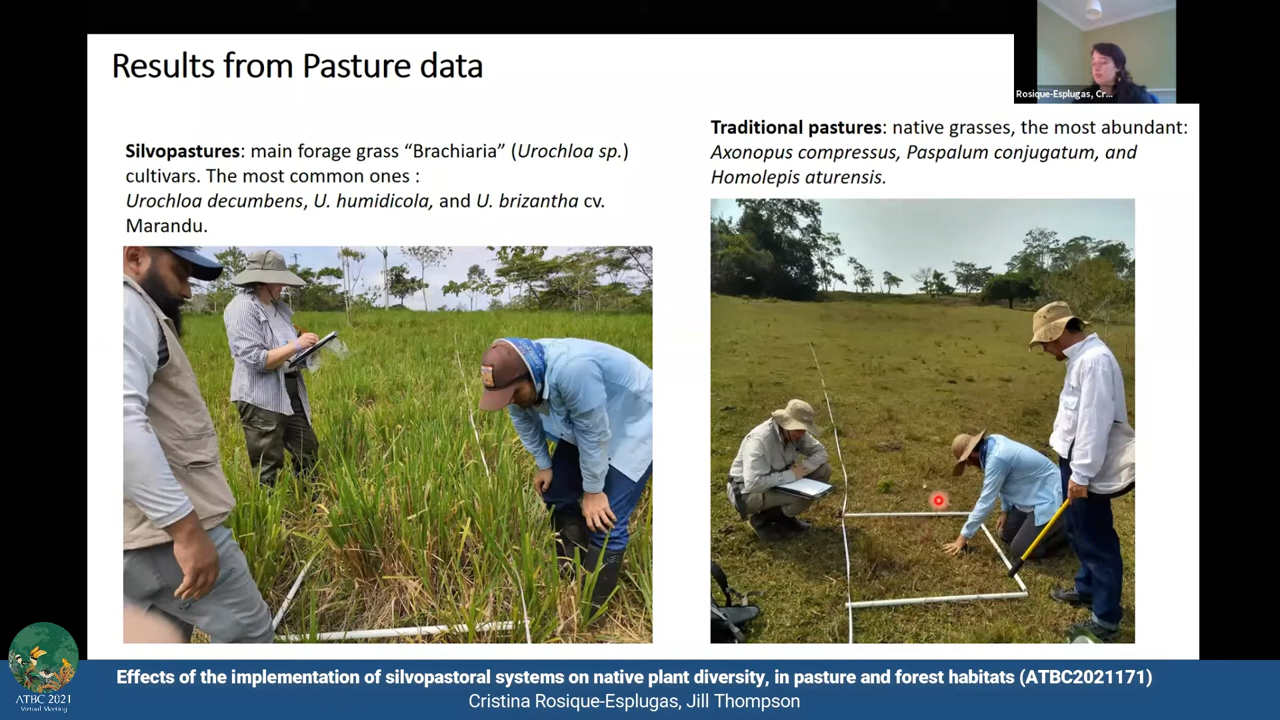 Results from Pasture data
Rosique-Esplugas, Cr...
Silvopastures: main forage grass “Brachiaria” (Urochloa sp.)
cultivars. The most common ones :
Urochloa decumbens, U. humidicola, and U. brizantha cv.
Marandu.
Traditional pastures: native grasses, the most abundant:
Axonopus compressus, Paspalum conjugatum, and
Homolepis aturensis.
ATBC 2021
Virtual Meeting
Effects of the implementation of silvopastoral systems on native plant diversity, in pasture and forest habitats (ATBC2021171)
Cristina Rosique-Esplugas, Jill Thompson